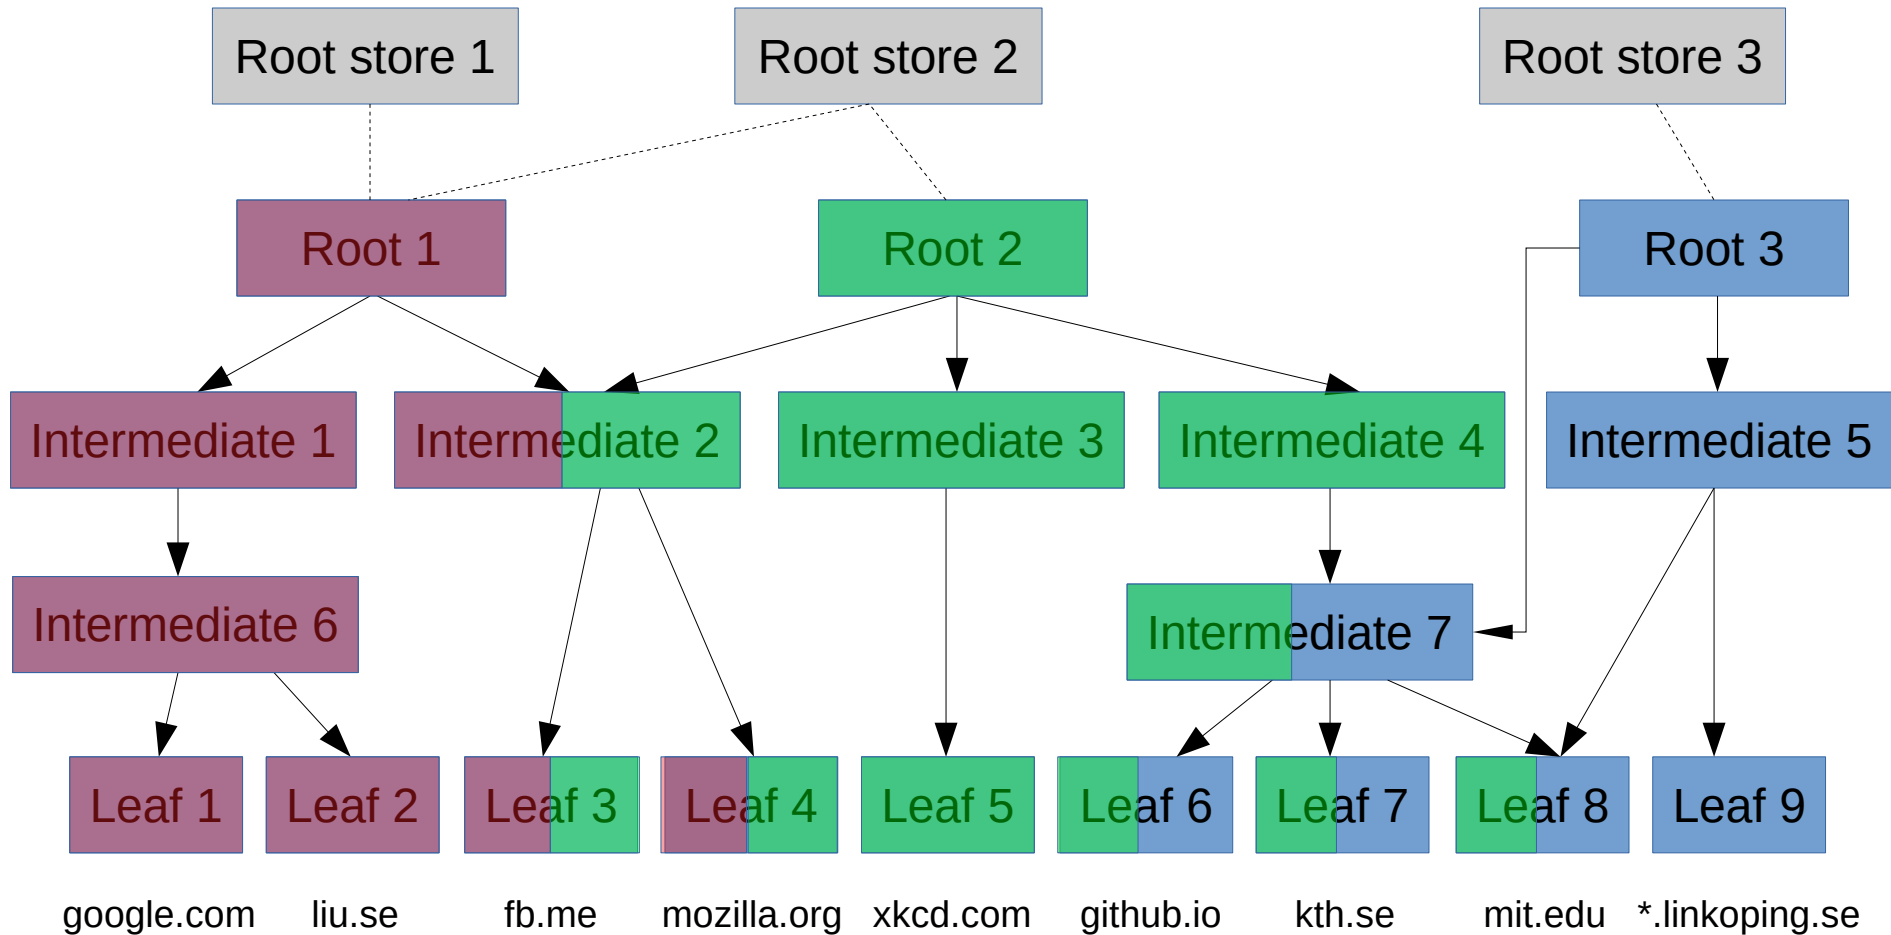 Root store 1
Root store 2
Root store 3
Root 1
Root 2
Root 3
Intermediate 1
Intermediate 2
Intermediate 3
Intermediate 4
Intermediate 5
Intermediate 6
Intermediate 7
Leaf 1
Leaf 2
Leaf 3
Leaf 4
Leaf 5
Leaf 6
Leaf 7
Leaf 8
Leaf 9
google.com
liu.se
fb.me
mozilla.org
xkcd.com
github.io
kth.se
mit.edu
*.linkoping.se